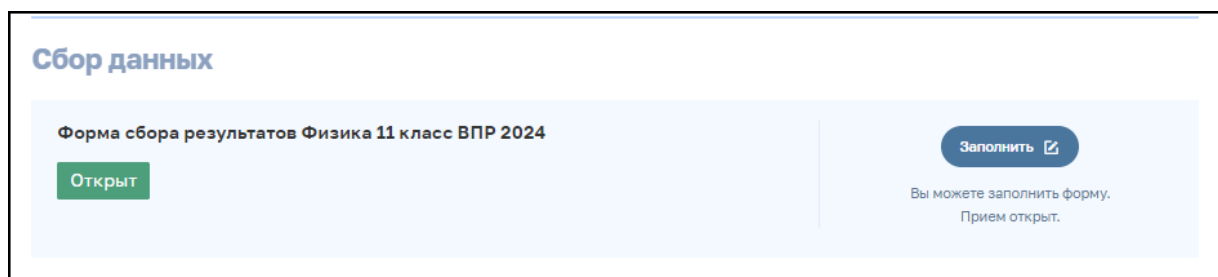 Сбор данных
Форма сбора результатов Физика 11 класс ВПР 2024
Открыт
Заполнить
Вы можете заполнить форму.
Прием открыт.